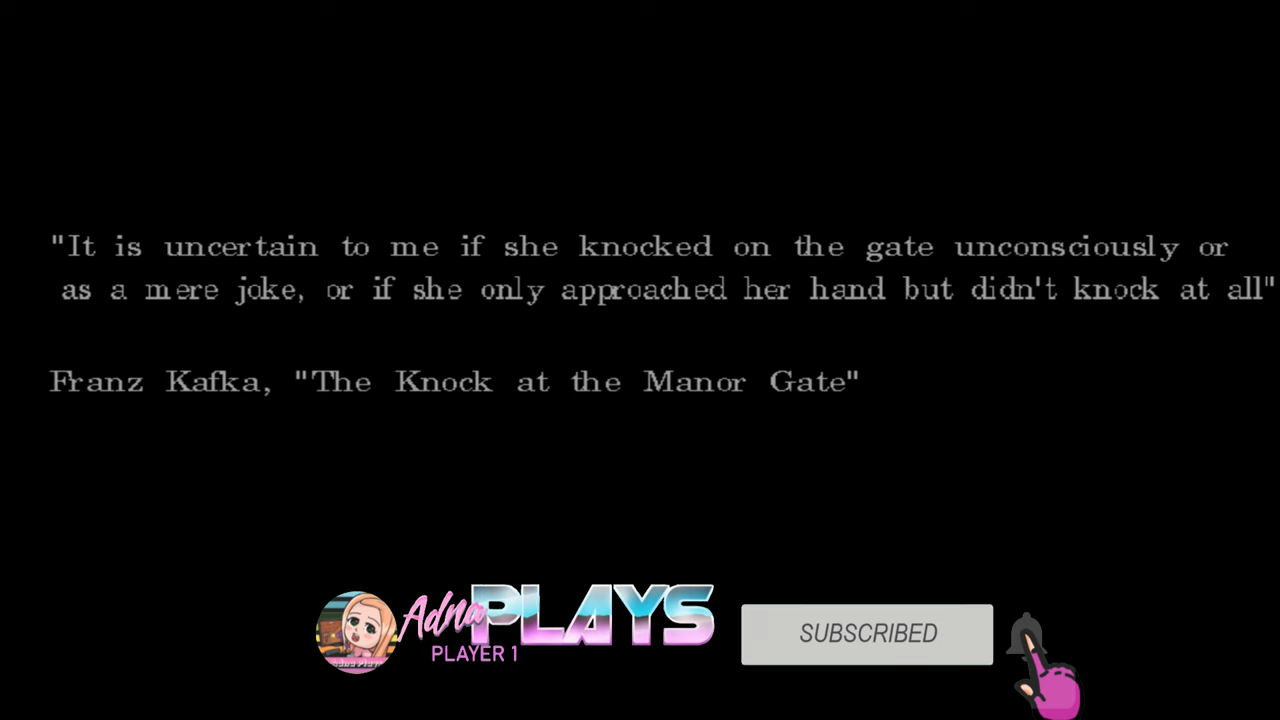 "It is uncertain to me if she knocked on the gate unconsciously or
as a mere joke, or if she only approached her hand but didn't knock at all"
Franz Kafka, "The Knock at the Manor Gate"
Adna PLAYS
PLAYER 1
Adna Plays
SUBSCRIBED